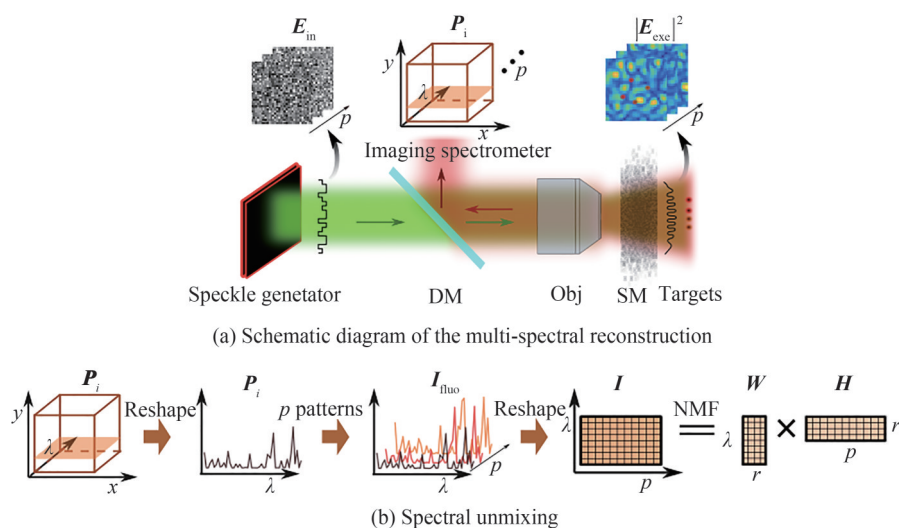 E_in
P_i
|E_exe|^2
y
λ
p
x
p
p
Imaging spectrometer
Speckle genetator
DM
Obj
SM
Targets
(a) Schematic diagram of the multi-spectral reconstruction
P_i
Reshape
P_i
p patterns
I_fluo
Reshape
I
NMF
W
H
y
λ
x
λ
λ
p
λ
p
=
λ
r
×
r
p
(b) Spectral unmixing